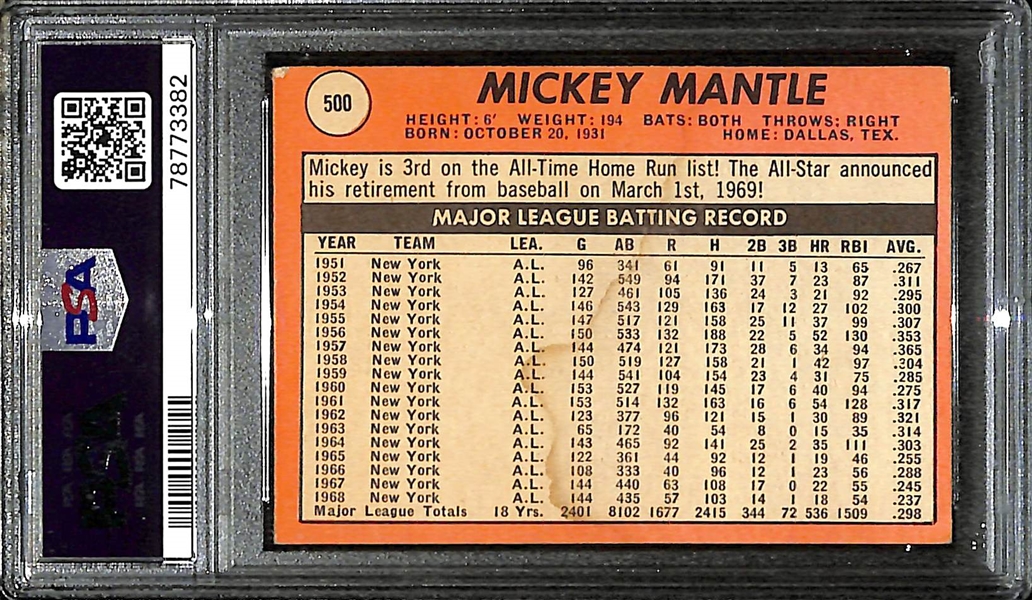 78773382
PSA
500
MICKEY MANTLE
HEIGHT: 6' WEIGHT: 194 BATS: BOTH THROWS: RIGHT
BORN: OCTOBER 20, 1931 HOME: DALLAS, TEX.
Mickey is 3rd on the All-Time Home Run list! The All-Star announced
his retirement from baseball on March 1st, 1969!
MAJOR LEAGUE BATTING RECORD
YEAR TEAM LEA. G AB R H 2B 3B HR RBI AVG.
1951 New York A.L. 96 341 61 91 11 5 13 65 .267
1952 New York A.L. 142 549 94 171 37 7 23 87 .311
1953 New York A.L. 127 461 105 136 24 3 21 92 .295
1954 New York A.L. 146 543 129 163 17 12 27 102 .300
1955 New York A.L. 147 517 121 158 25 11 37 99 .307
1956 New York A.L. 150 533 132 188 22 5 52 130 .353
1957 New York A.L. 144 474 121 173 28 6 34 94 .365
1958 New York A.L. 150 519 127 158 21 1 42 97 .304
1959 New York A.L. 144 541 104 154 23 4 31 75 .285
1960 New York A.L. 153 527 119 145 17 6 40 94 .275
1961 New York A.L. 153 514 132 163 16 6 54 128 .317
1962 New York A.L. 123 377 96 121 15 1 30 89 .321
1963 New York A.L. 65 172 40 54 8 0 15 35 .314
1964 New York A.L. 143 465 92 141 25 2 35 111 .303
1965 New York A.L. 122 361 44 92 12 1 19 46 .255
1966 New York A.L. 108 333 40 96 12 1 23 56 .288
1967 New York A.L. 144 440 63 108 17 0 22 55 .245
1968 New York A.L. 144 435 57 103 14 1 18 54 .237
Major League Totals 18 Yrs. 2401 8102 1677 2415 344 72 536 1509 .298